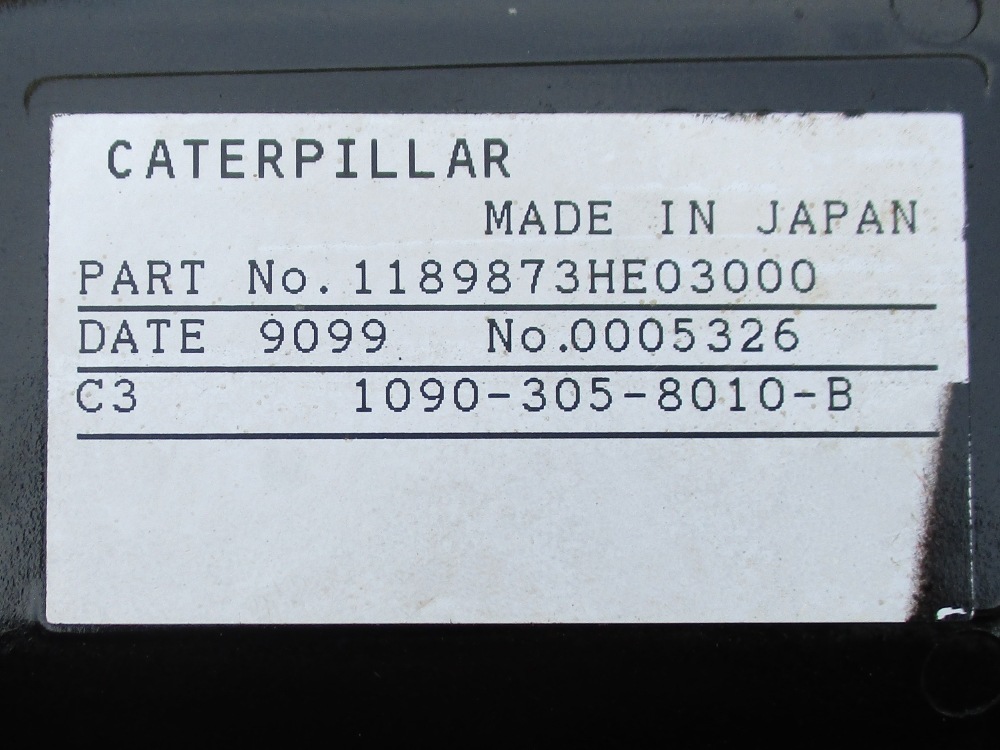 CATERPILLAR
MADE IN JAPAN
PART No.1189873HE03000
DATE 9099 No.0005326
C3 1090-305-8010-B